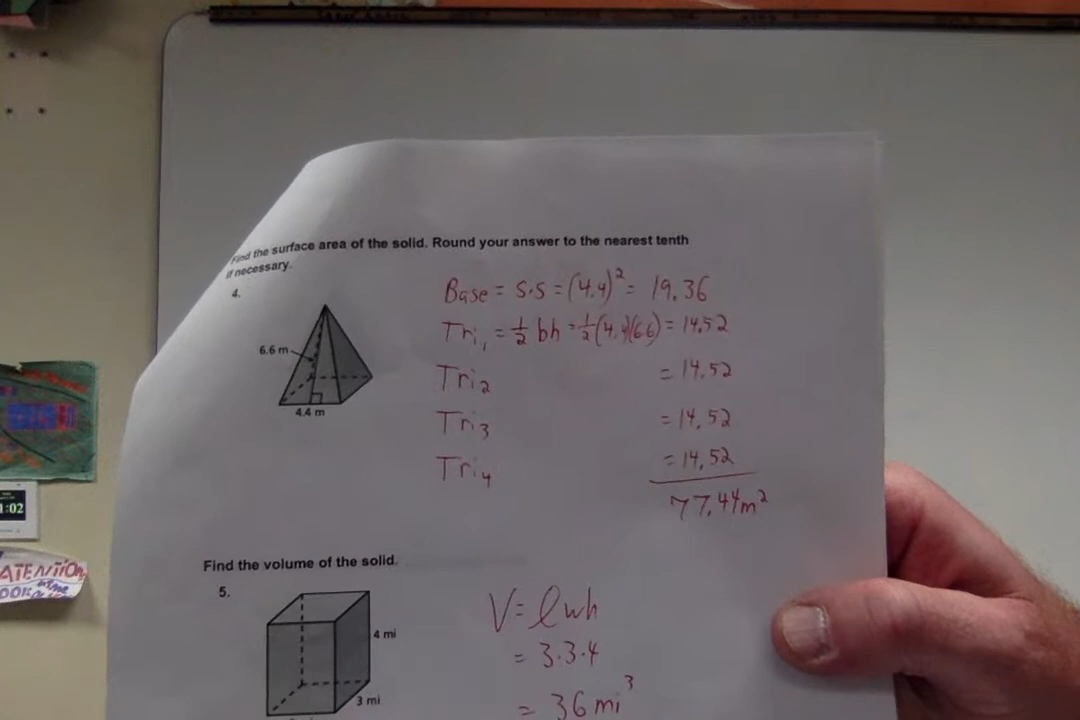 Find the surface area of the solid. Round your answer to the nearest tenth
if necessary.
4.
6.6 m
4.4 m
Base = s.s = (4.4)² = 19.36
Tri₁ = ½ bh = ½(4.4)(6.6) = 14.52
Tri₂ = 14.52
Tri₃ = 14.52
Tri₄ = 14.52
77.44m²
Find the volume of the solid.
5.
4 mi
3 mi
V = lwh
= 3.3.4
= 36 mi³
1:02
ATENTION